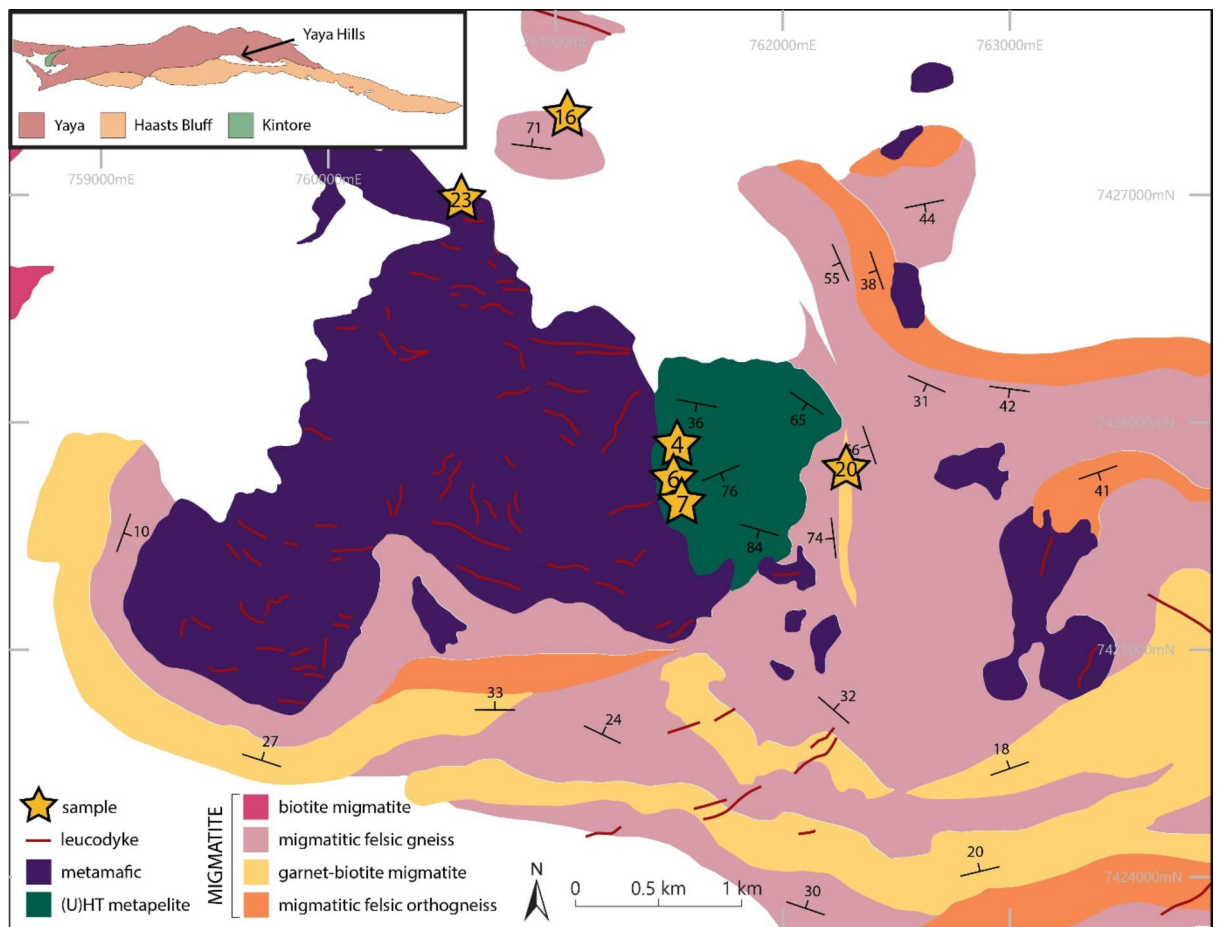 Yaya Hills
Yaya
Haasts Bluff
Kintore
761000mE
762000mE
763000mE
16
71
759000mE
760000mE
23
7427000mN
44
55
38
31
42
36
65
7426000mN
4
56
6
20
41
7
76
10
74
84
7425000mN
33
32
24
27
18
20
7424000mN
30
sample
leucodyke
metamafic
(U)HT metapelite
MIGMATITE
biotite migmatite
migmatitic felsic gneiss
garnet-biotite migmatite
migmatitic felsic orthogneiss
N
0 0.5 km 1 km